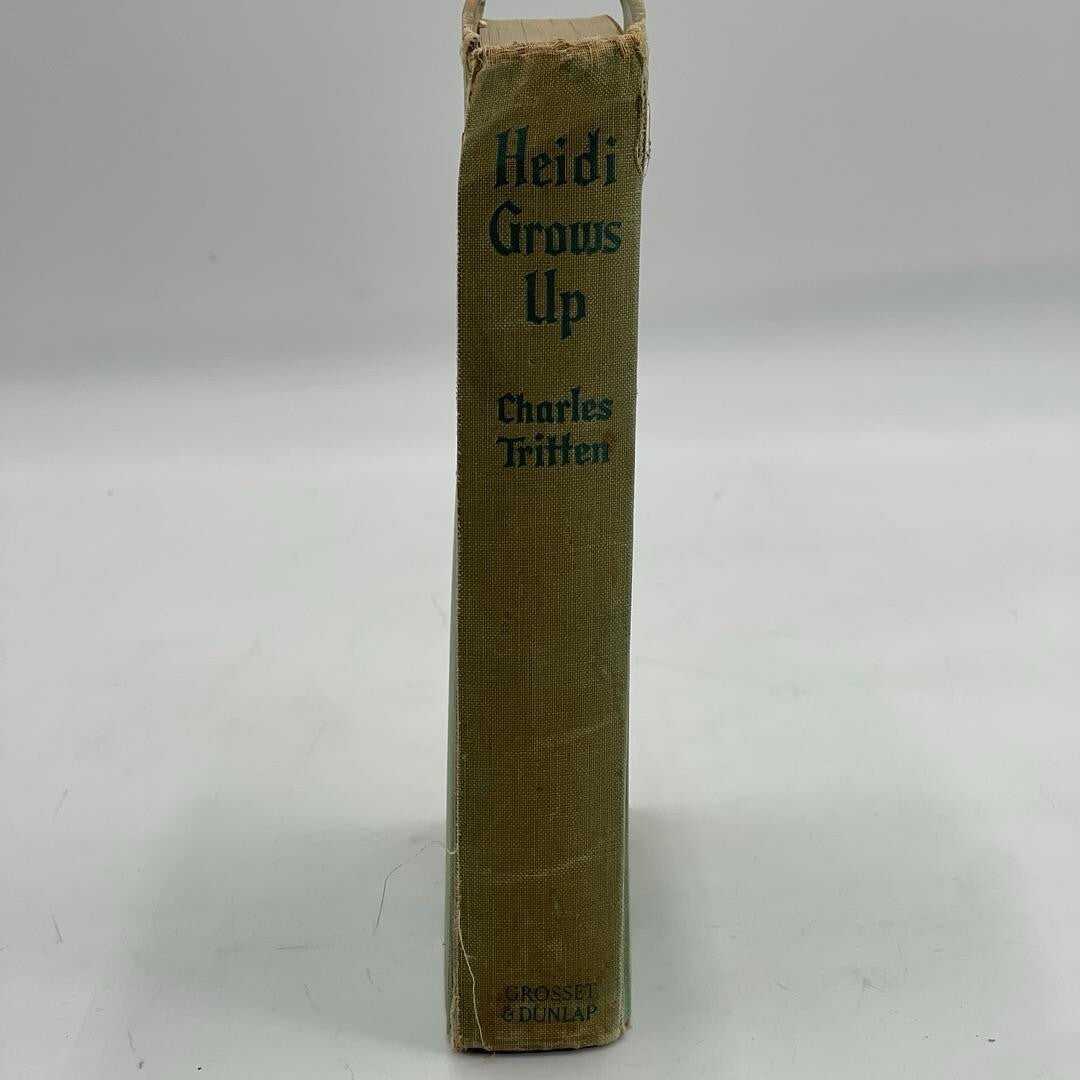 Heidi
Grows
Up
Charles
Tritten
GROSSET
& DUNLAP